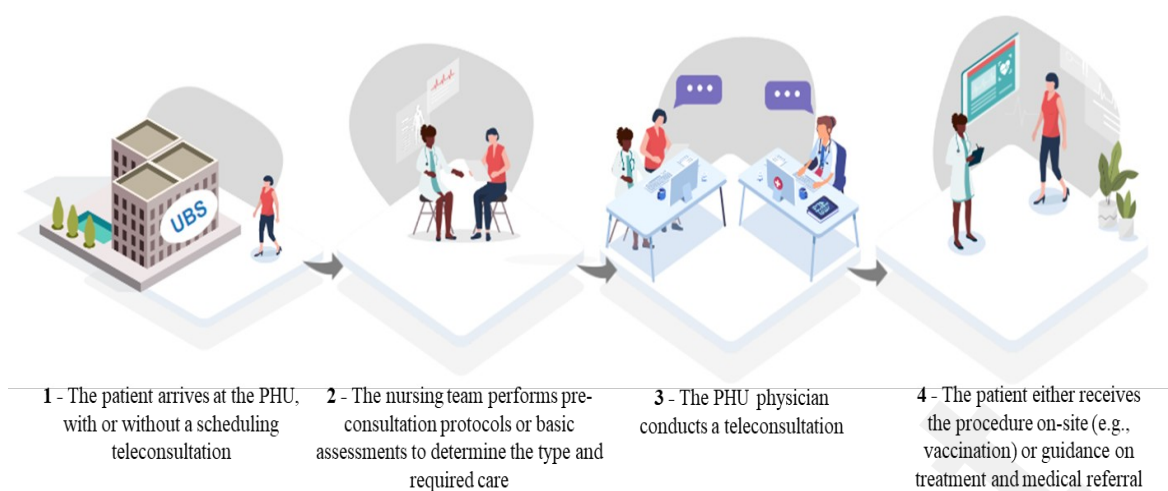 UBS
1 - The patient arrives at the PHU,
with or without a scheduling
teleconsultation
2 - The nursing team performs pre-
consultation protocols or basic
assessments to determine the type and
required care
3 - The PHU physician
conducts a teleconsultation
4 - The patient either receives
the procedure on-site (e.g.,
vaccination) or guidance on
treatment and medical referral